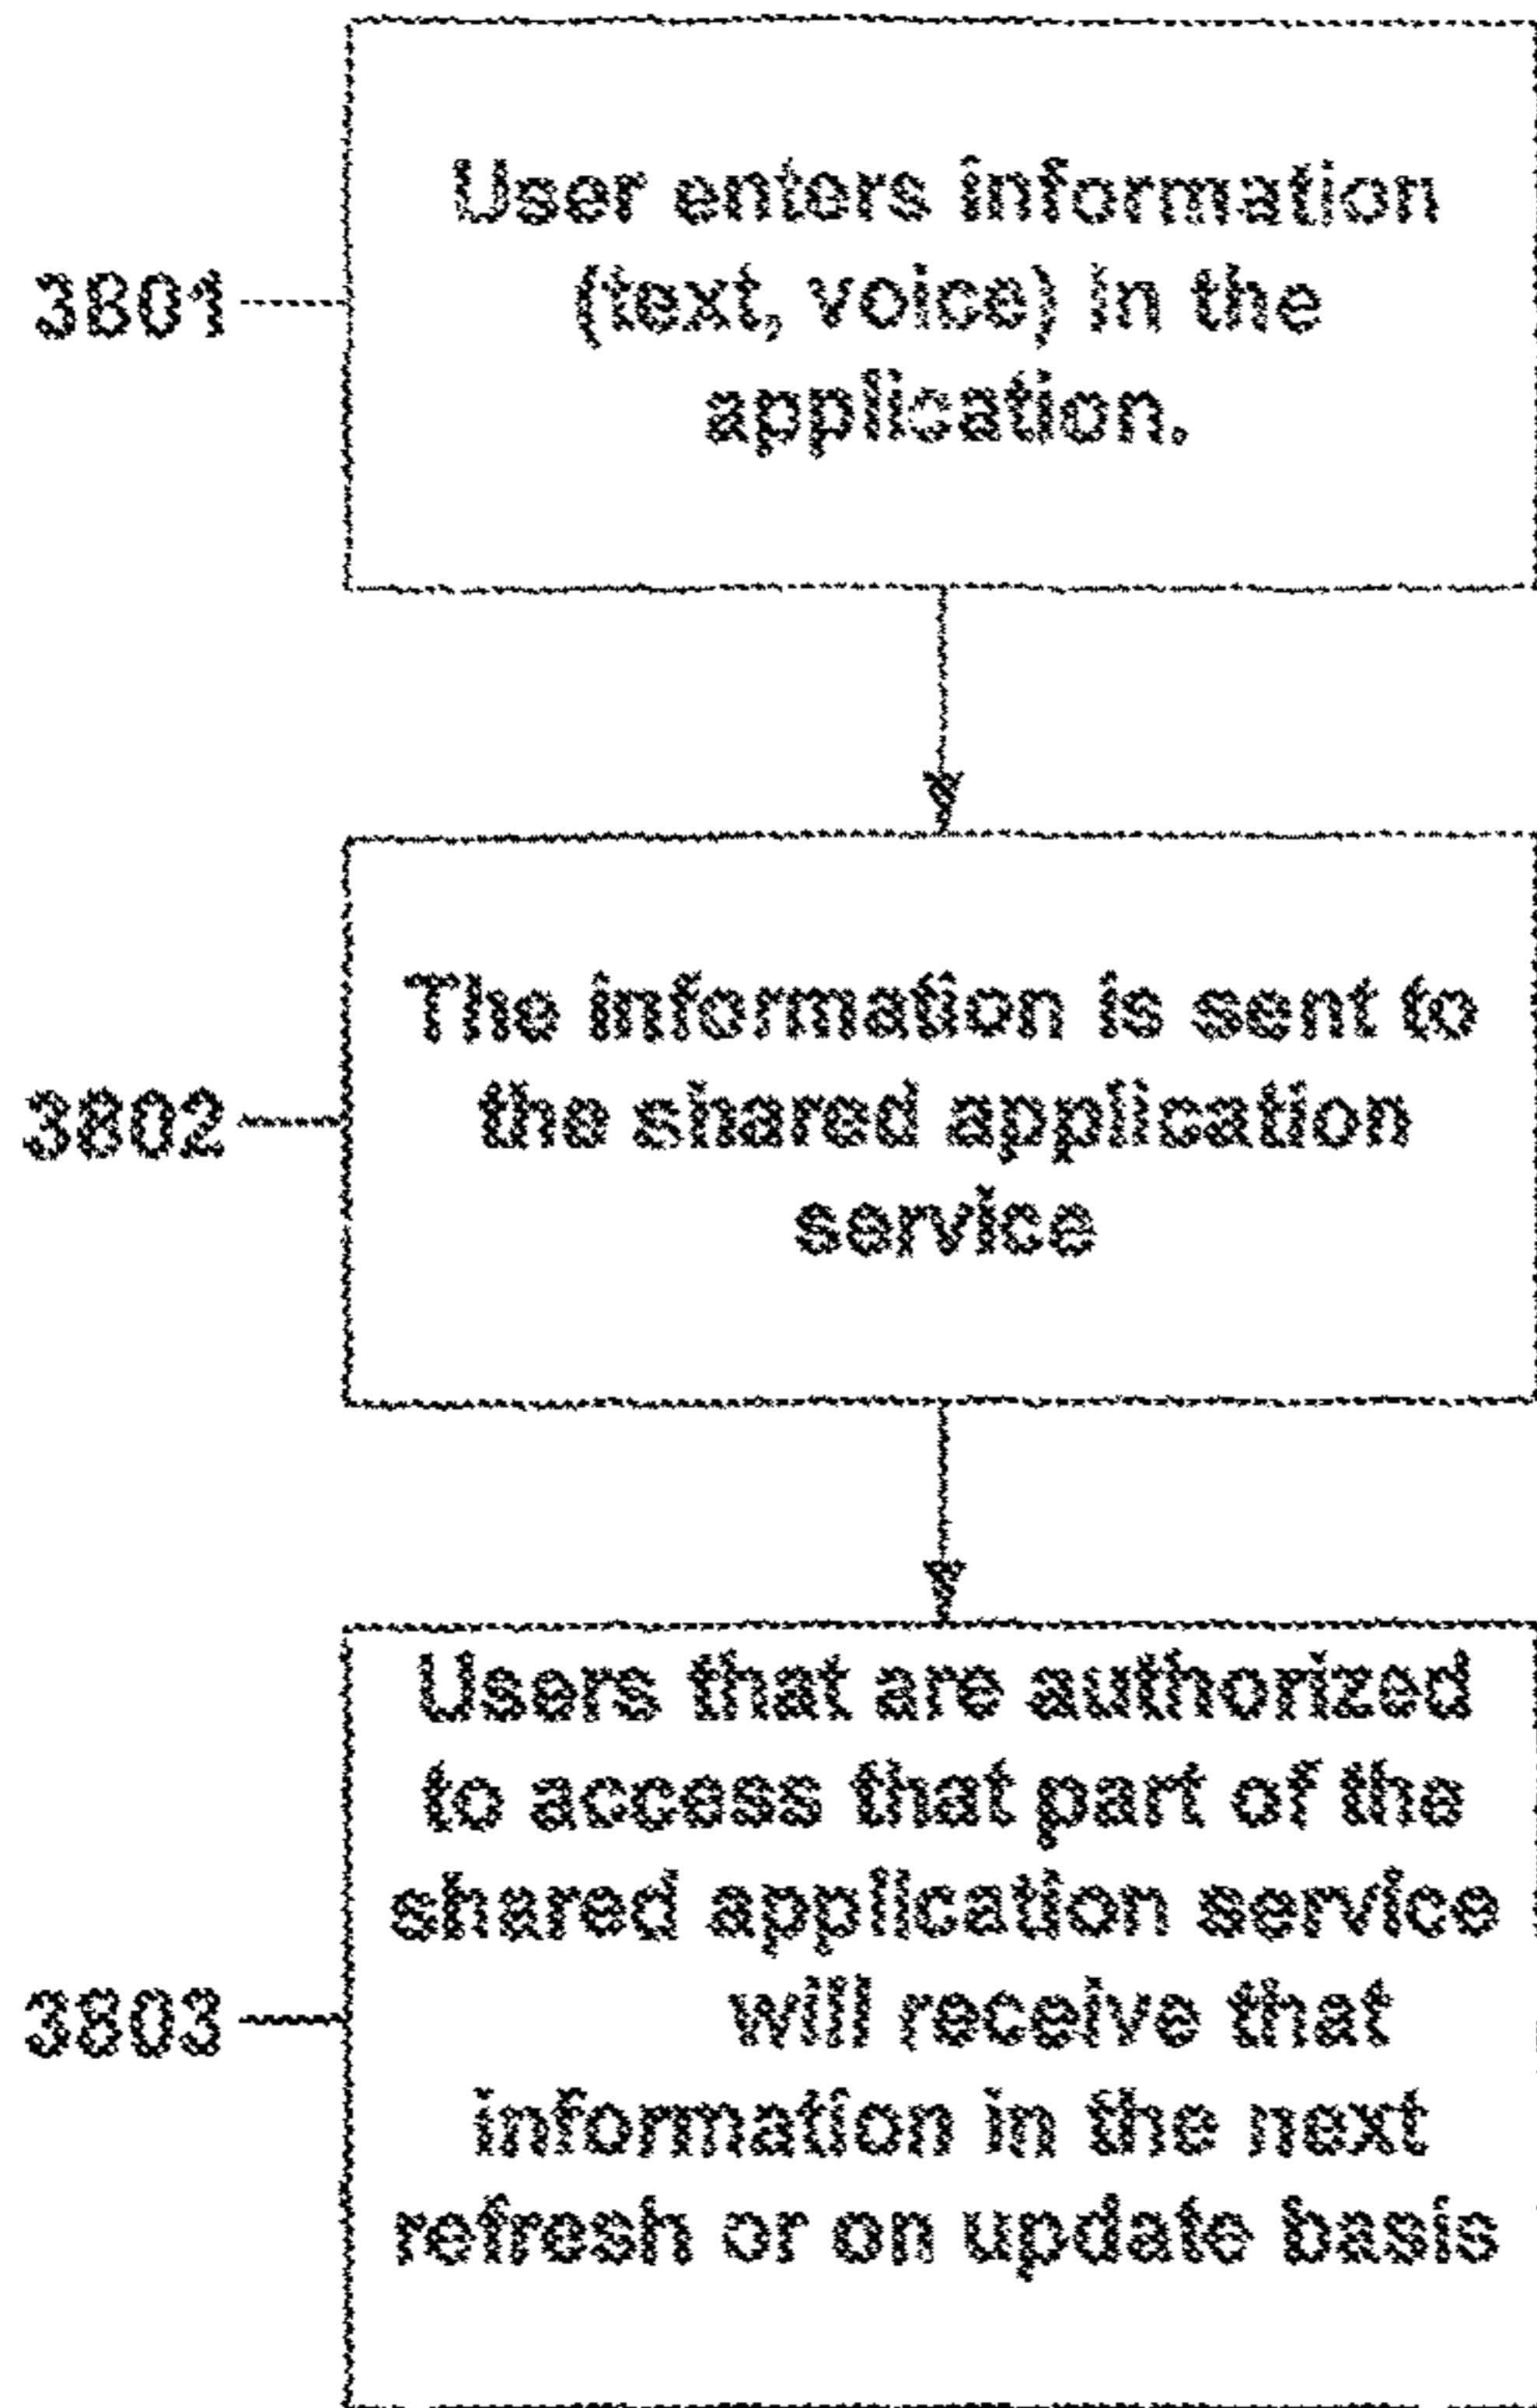 User enters information
3801 (text, voice) in the
application.
The information is sent to
3802 the shared application
service
Users that are authorized
to access that part of the
shared application service
3803 will receive that
information in the next
refresh or on update basis